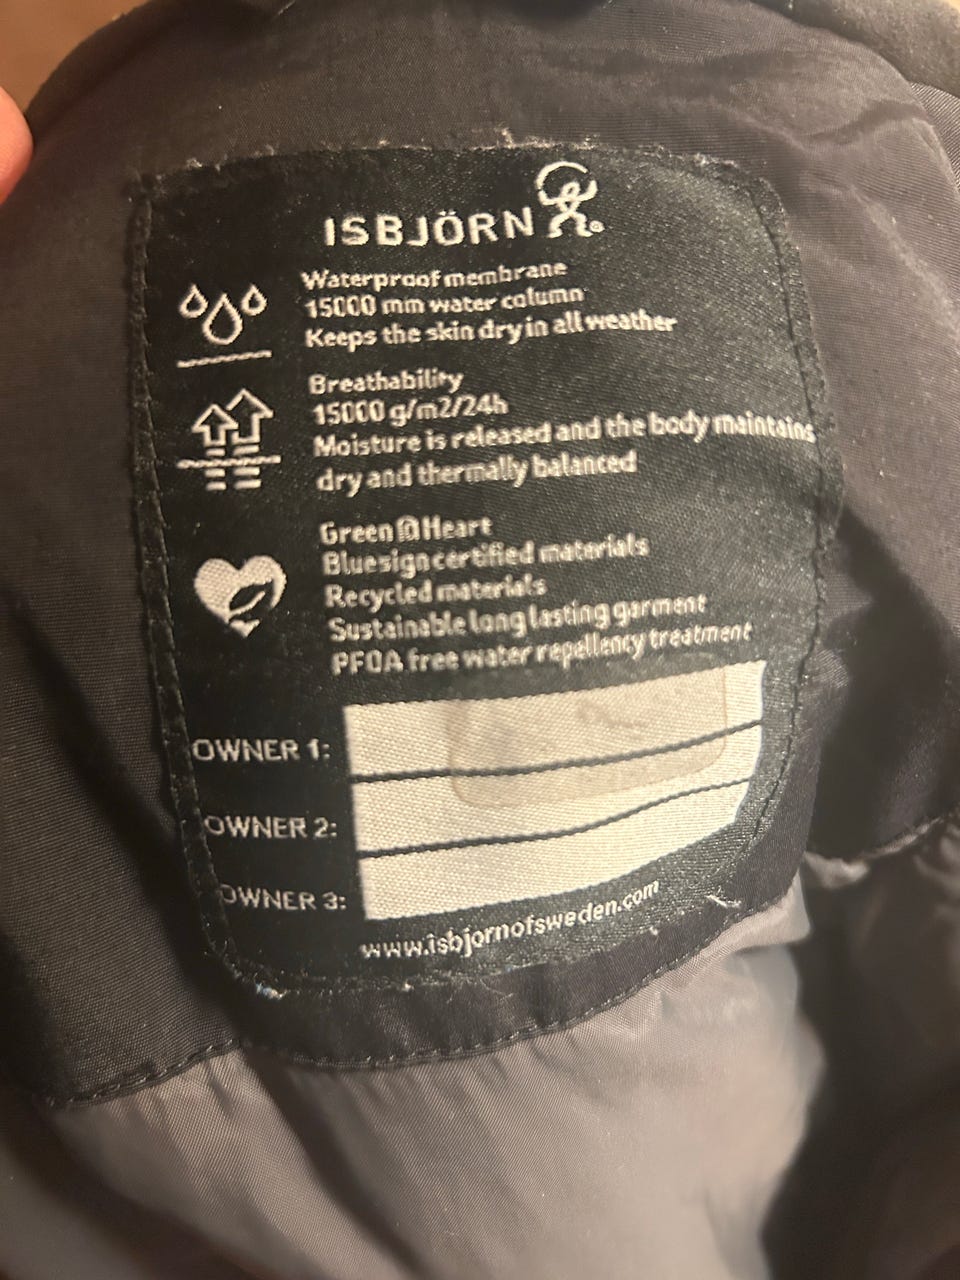 ISBJÖRN
Waterproof membrane
15000 mm water column
Keeps the skin dry in all weather
Breathability
15000 g/m2/24h
Moisture is released and the body maintains
dry and thermally balanced
Green @ Heart
Bluesign certified materials
Recycled materials
Sustainable long lasting garment
PFOA free water repellency treatment
OWNER 1:
OWNER 2:
OWNER 3:
www.isbjornofsweden.com